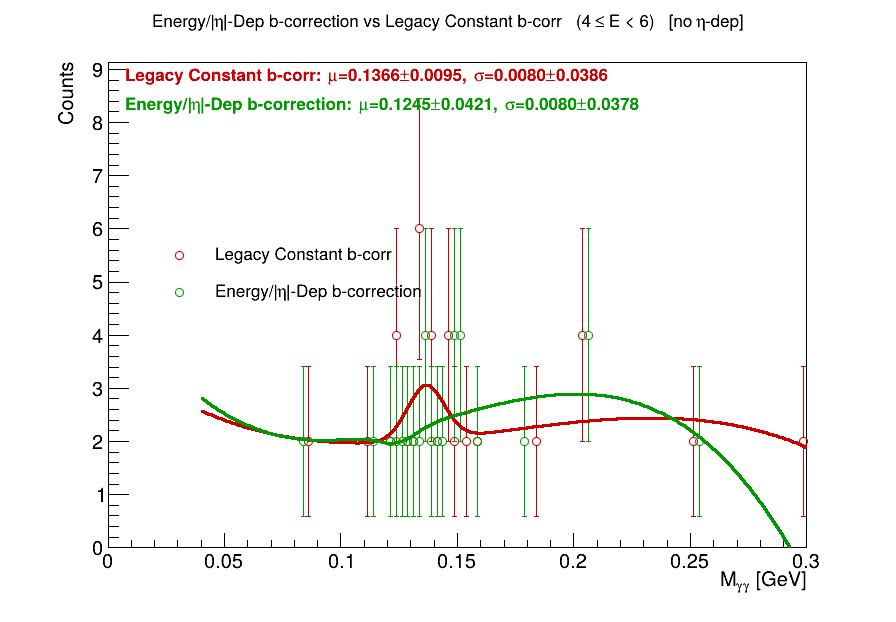 Energy/|η|-Dep b-correction vs Legacy Constant b-corr (4 ≤ E < 6) [no η-dep]
Counts
Legacy Constant b-corr: μ=0.1366±0.0095, σ=0.0080±0.0386
Energy/|η|-Dep b-correction: μ=0.1245±0.0421, σ=0.0080±0.0378
Legacy Constant b-corr
Energy/|η|-Dep b-correction
9
8
7
6
5
4
3
2
1
0
0 0.05 0.1 0.15 0.2 0.25 0.3
M_γγ [GeV]